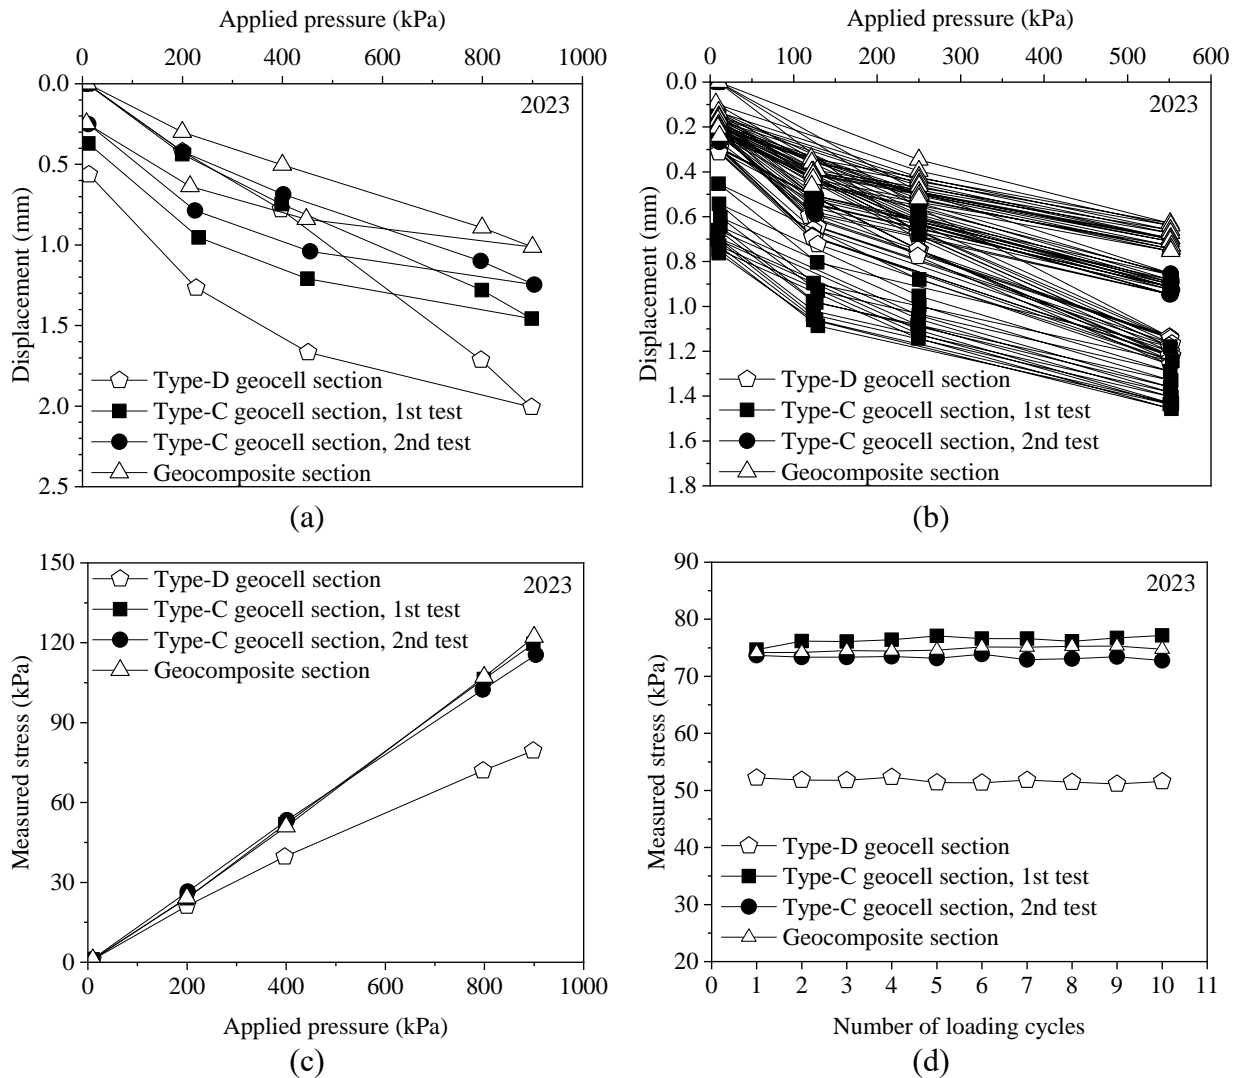 Applied pressure (kPa)
0 200 400 600 800 1000
0.0
0.5
1.0
1.5
2.0
2.5
Displacement (mm)
2023
Type-D geocell section
Type-C geocell section, 1st test
Type-C geocell section, 2nd test
Geocomposite section
(a)
Applied pressure (kPa)
0 100 200 300 400 500 600
0.0
0.2
0.4
0.6
0.8
1.0
1.2
1.4
1.6
1.8
Displacement (mm)
2023
Type-D geocell section
Type-C geocell section, 1st test
Type-C geocell section, 2nd test
Geocomposite section
(b)
150
120
90
60
30
0
Measured stress (kPa)
Type-D geocell section
Type-C geocell section, 1st test
Type-C geocell section, 2nd test
Geocomposite section
2023
0 200 400 600 800 1000
Applied pressure (kPa)
(c)
90
80
70
60
50
40
30
20
Measured stress (kPa)
2023
Type-D geocell section
Type-C geocell section, 1st test
Type-C geocell section, 2nd test
Geocomposite section
0 1 2 3 4 5 6 7 8 9 10 11
Number of loading cycles
(d)